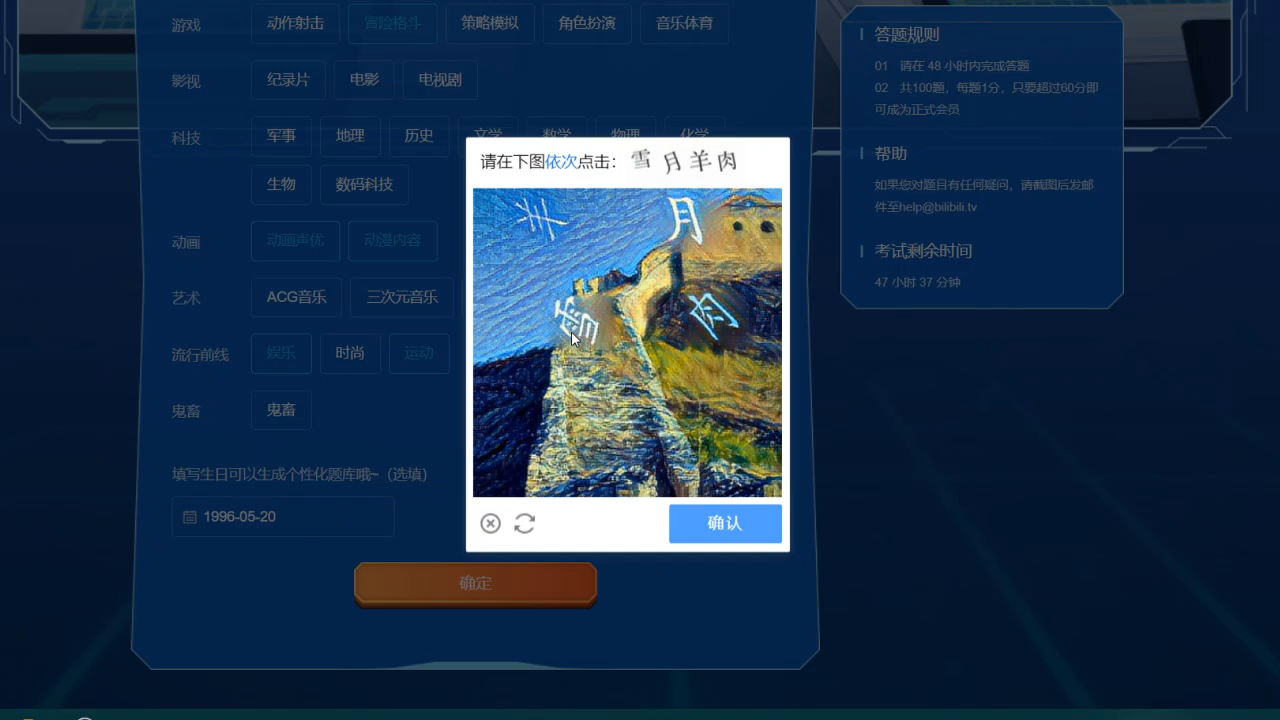 游戏 动作射击 冒险格斗 策略模拟 角色扮演 音乐体育
影视 纪录片 电影 电视剧
科技 军事 地理 历史 文学 数学 物理 化学
生物 数码科技
动画 动画声优 动漫内容
艺术 ACG音乐 三次元音乐
流行前线 娱乐 时尚 运动
鬼畜 鬼畜
填写生日可以生成个性化题库哦~（选填）
1996-05-20
确定
请在下图依次点击： 雪 月 羊 肉
羊 月
雪 肉
确认
答题规则
01 请在 48 小时内完成答题
02 共100题，每题1分，只要超过60分即
可成为正式会员
帮助
如果您对题目有任何疑问，请截图后发邮
件至help@bilibili.tv
考试剩余时间
47 小时 37 分钟